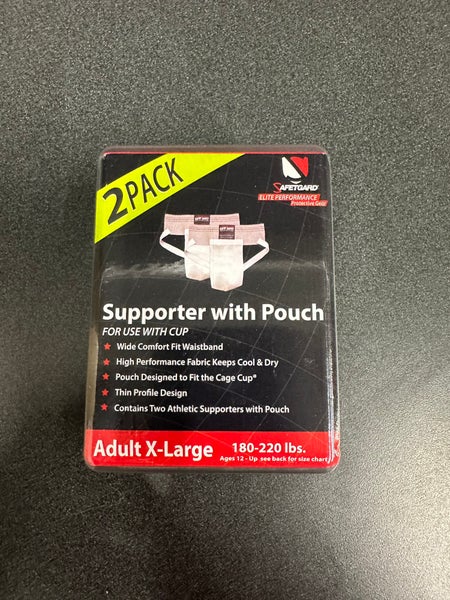 2 PACK
SAFETGARD®
ELITE PERFORMANCE
Protective Gear
Supporter with Pouch
FOR USE WITH CUP
★ Wide Comfort Fit Waistband
★ High Performance Fabric Keeps Cool & Dry
★ Pouch Designed to Fit the Cage Cup®
★ Thin Profile Design
★ Contains Two Athletic Supporters with Pouch
Adult X-Large 180-220 lbs.
Ages 12 - Up see back for size chart